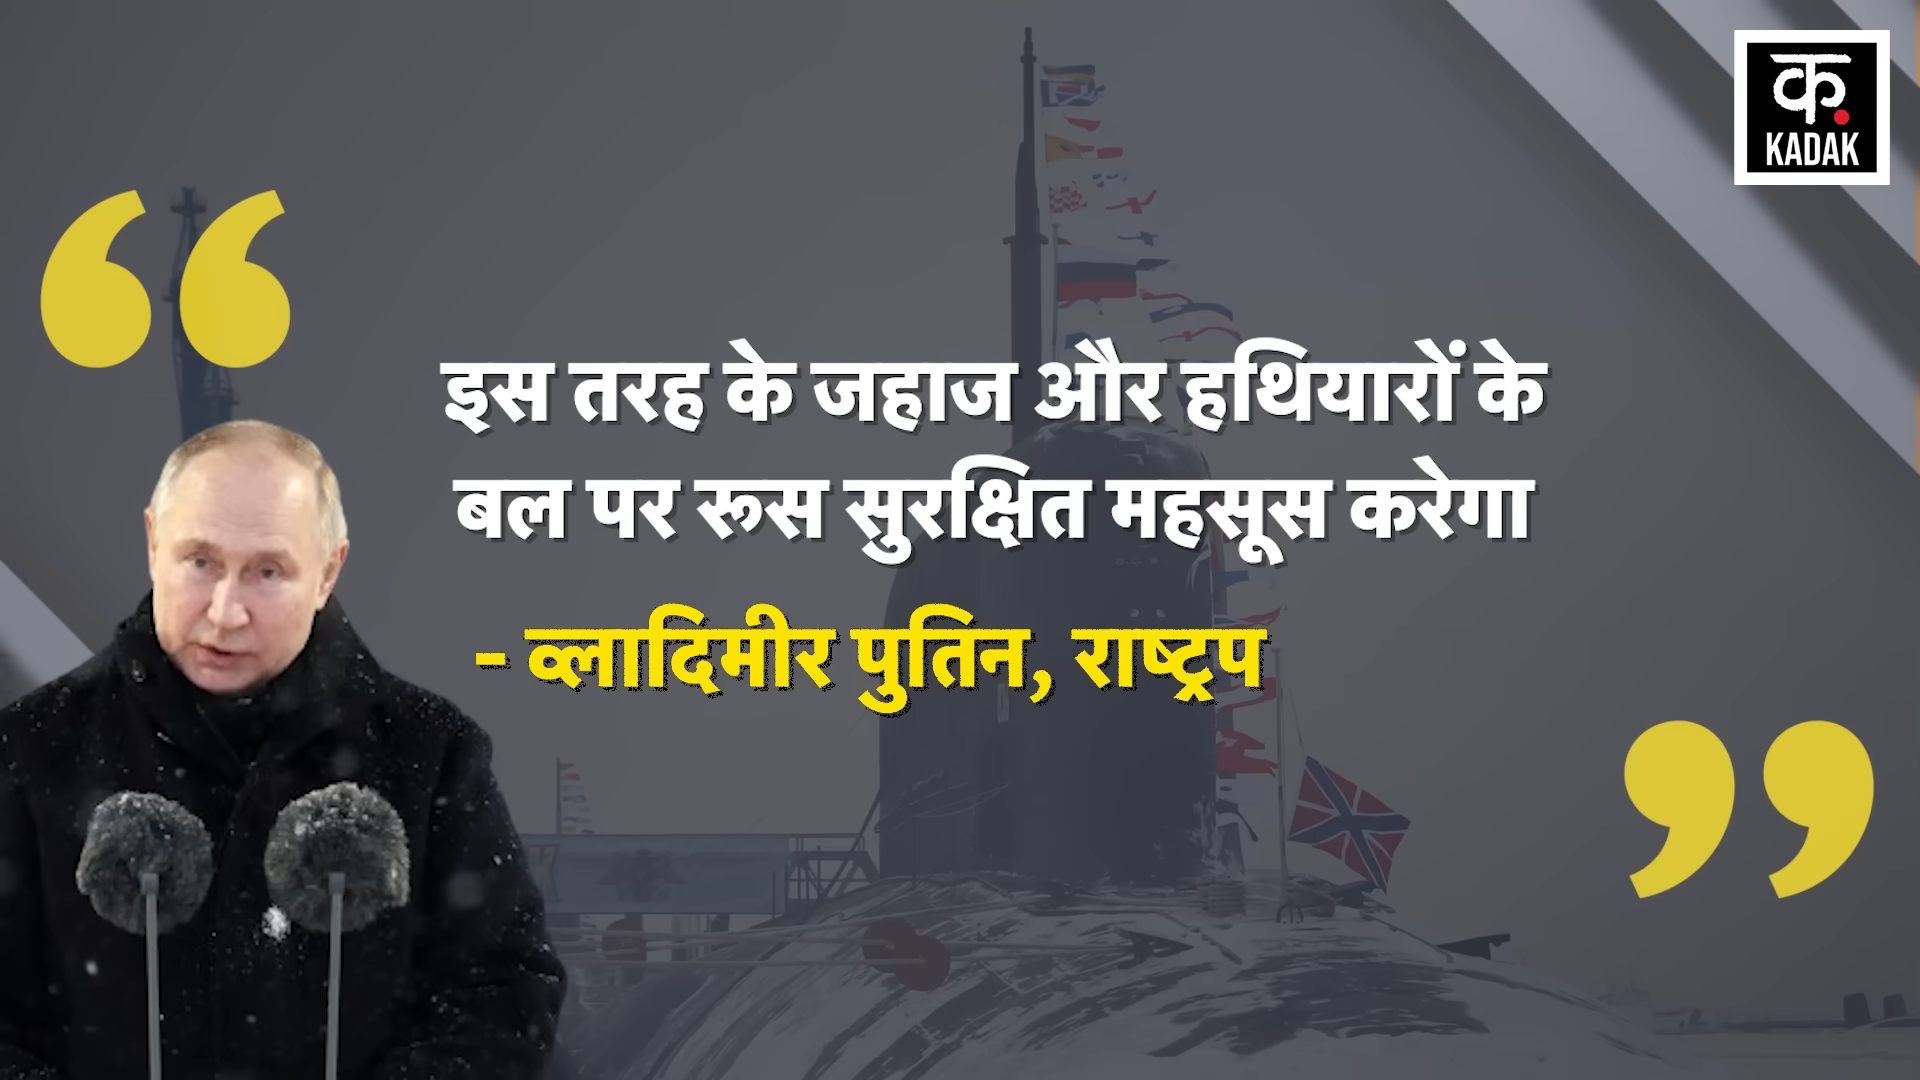 क
KADAK
इस तरह के जहाज और हथियारों के
बल पर रूस सुरक्षित महसूस करेगा
- व्लादिमीर पुतिन, राष्ट्रप